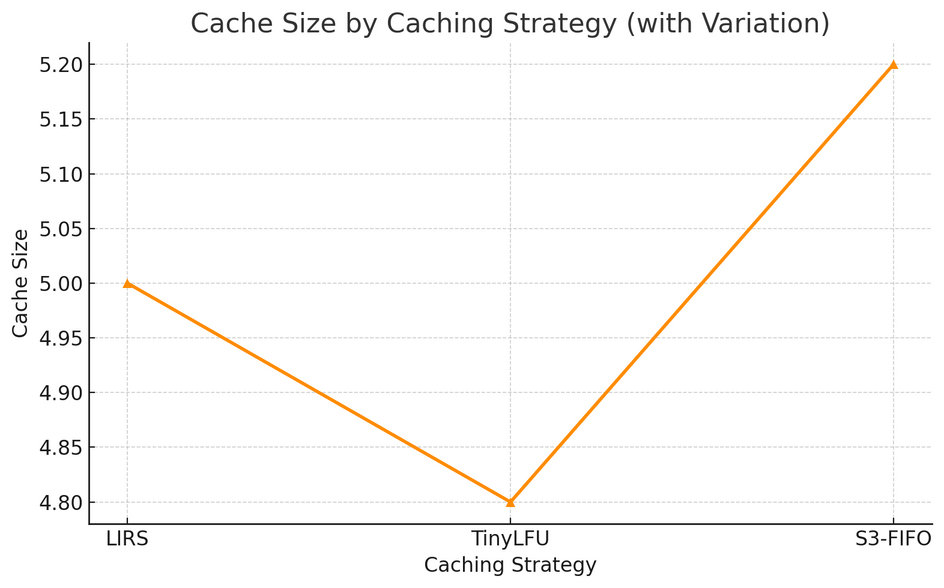 Cache Size by Caching Strategy (with Variation)
Cache Size
5.20
5.15
5.10
5.05
5.00
4.95
4.90
4.85
4.80
LIRS
TinyLFU
S3-FIFO
Caching Strategy